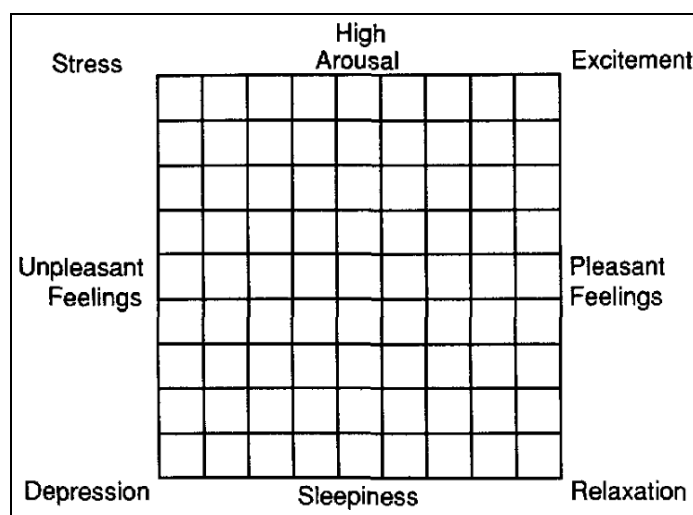 High
Arousal
Stress
Excitement
Unpleasant
Feelings
Pleasant
Feelings
Depression
Sleepiness
Relaxation